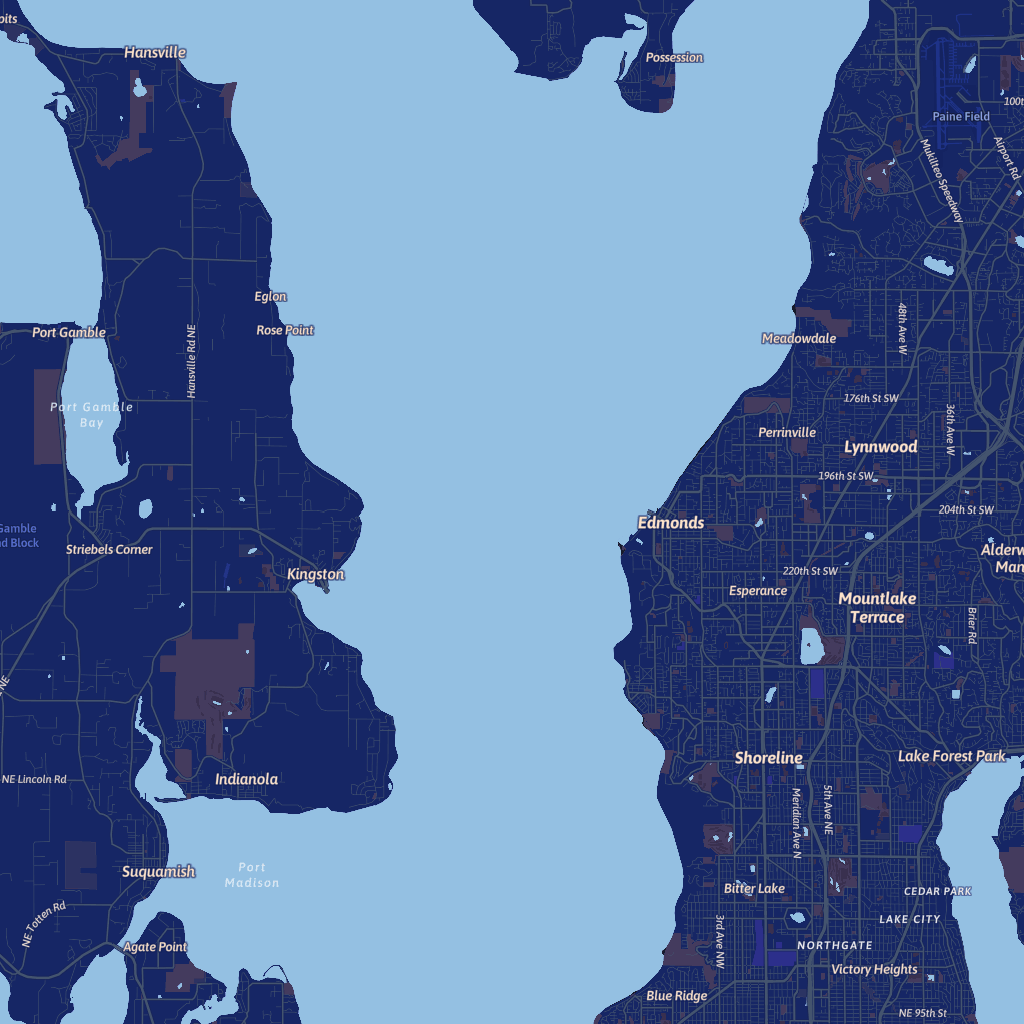 Hansville
Possession
100t
Paine Field
Airport Rd
Mukilteo Speedway
Eglon
Rose Point
Port Gamble
Hansville Rd NE
48th Ave W
Meadowdale
Port Gamble
Bay
176th St SW
36th Ave W
Perrinville
Lynnwood
196th St SW
204th St SW
Edmonds
Gamble
nd Block
Striebels Corner
Alderw
Man
Kingston
220th St SW
Esperance
Mountlake
Terrace
Brier Rd
NE
Shoreline
Lake Forest Park
NE Lincoln Rd
Indianola
Meridian Ave N
5th Ave NE
Suquamish
Port
Madison
Bitter Lake
CEDAR PARK
NE Totten Rd
LAKE CITY
3rd Ave NW
Agate Point
NORTHGATE
Victory Heights
Blue Ridge
NE 95th St